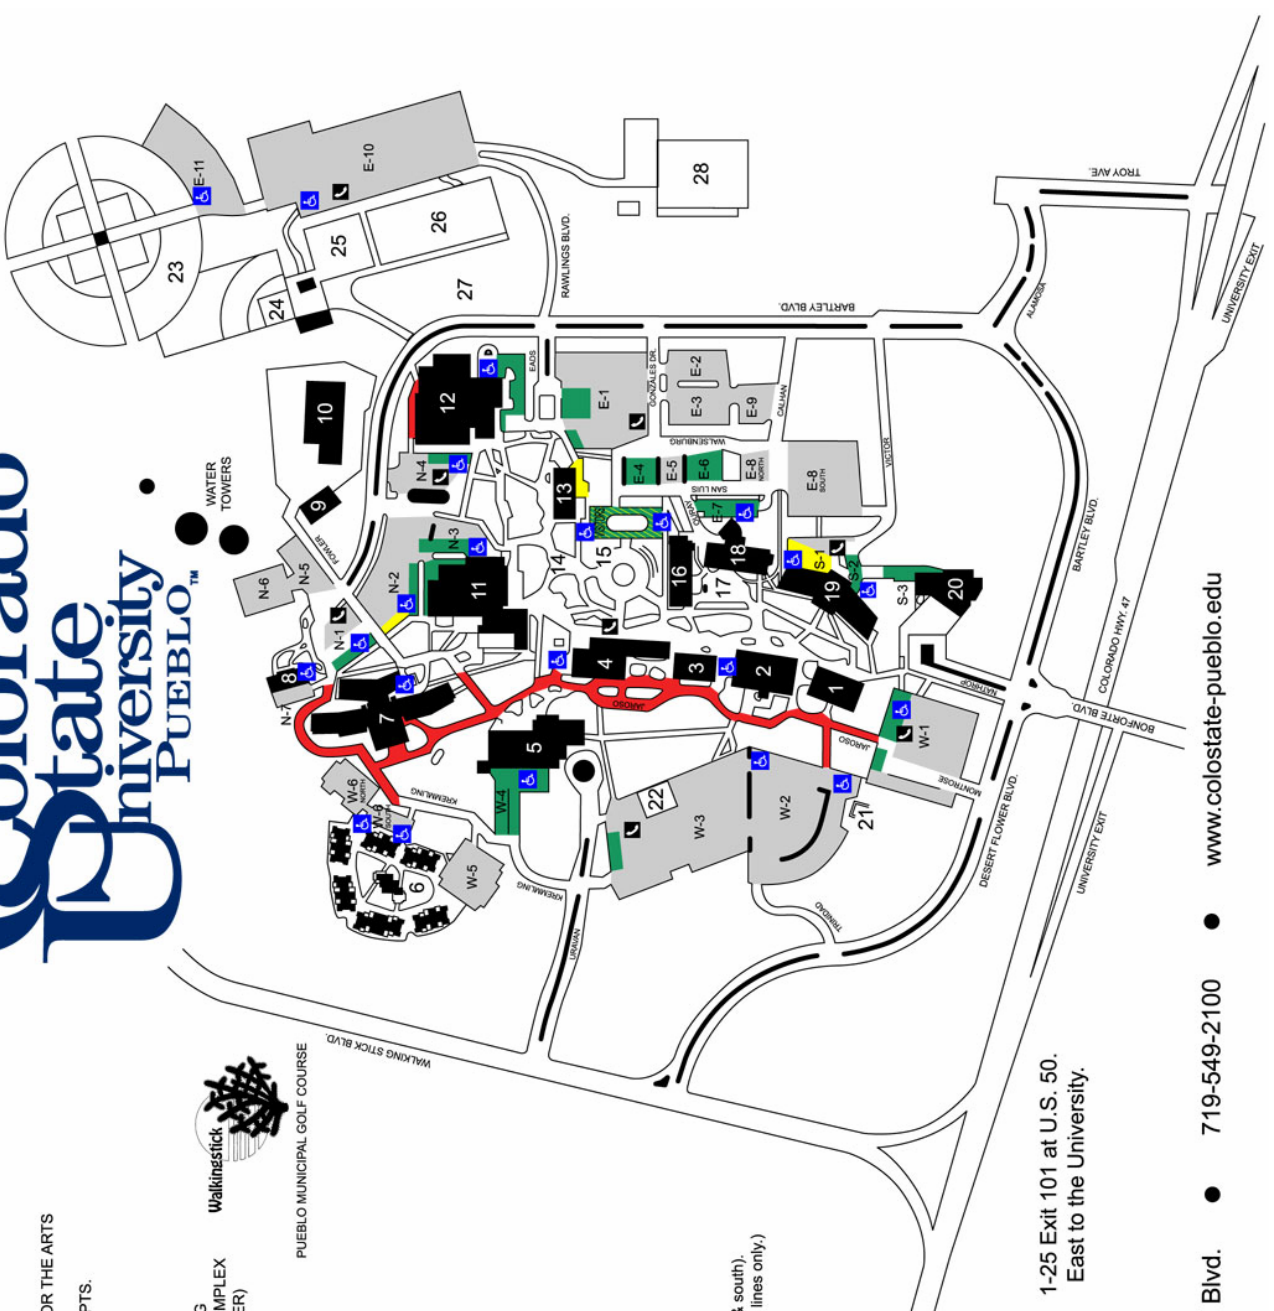 Colorado
State
University
PUEBLO™
WATER
TOWERS
OR THE ARTS
PTS.
G
MPLEX
ER)
Walkingstick
PUEBLO MUNICIPAL GOLF COURSE
& south).
lines only.)
1-25 Exit 101 at U.S. 50.
East to the University.
Blvd. ● 719-549-2100 ● www.colostate-pueblo.edu
WALKING STICK BLVD.
URAVAN
KREMMLING
KREMMLING
TRINIDAD
DESERT FLOWER BLVD.
UNIVERSITY EXIT
MONTROSE
JAROSO
JAROSO
NATHROP
BONFORTE BLVD.
COLORADO HWY. 47
BARTLEY BLVD.
BARTLEY BLVD.
ALAMOSA
TROY AVE.
UNIVERSITY EXIT
VICTOR
CALHAN
WALSENBURG
SAN LUIS
OURAY
GONZALES DR.
EADS
RAWLINGS BLVD.
FOWLER
1
2
3
4
5
6
7
8
9
10
11
12
13
14
15
16
17
18
19
20
21
22
23
24
25
26
27
28
N-1
N-2
N-3
N-4
N-5
N-6
N-7
E-1
E-2
E-3
E-4
E-5
E-6
E-7
E-8
NORTH
E-8
SOUTH
E-9
E-10
E-11
S-1
S-2
S-3
W-1
W-2
W-3
W-4
W-5
W-6
NORTH
W-6
SOUTH